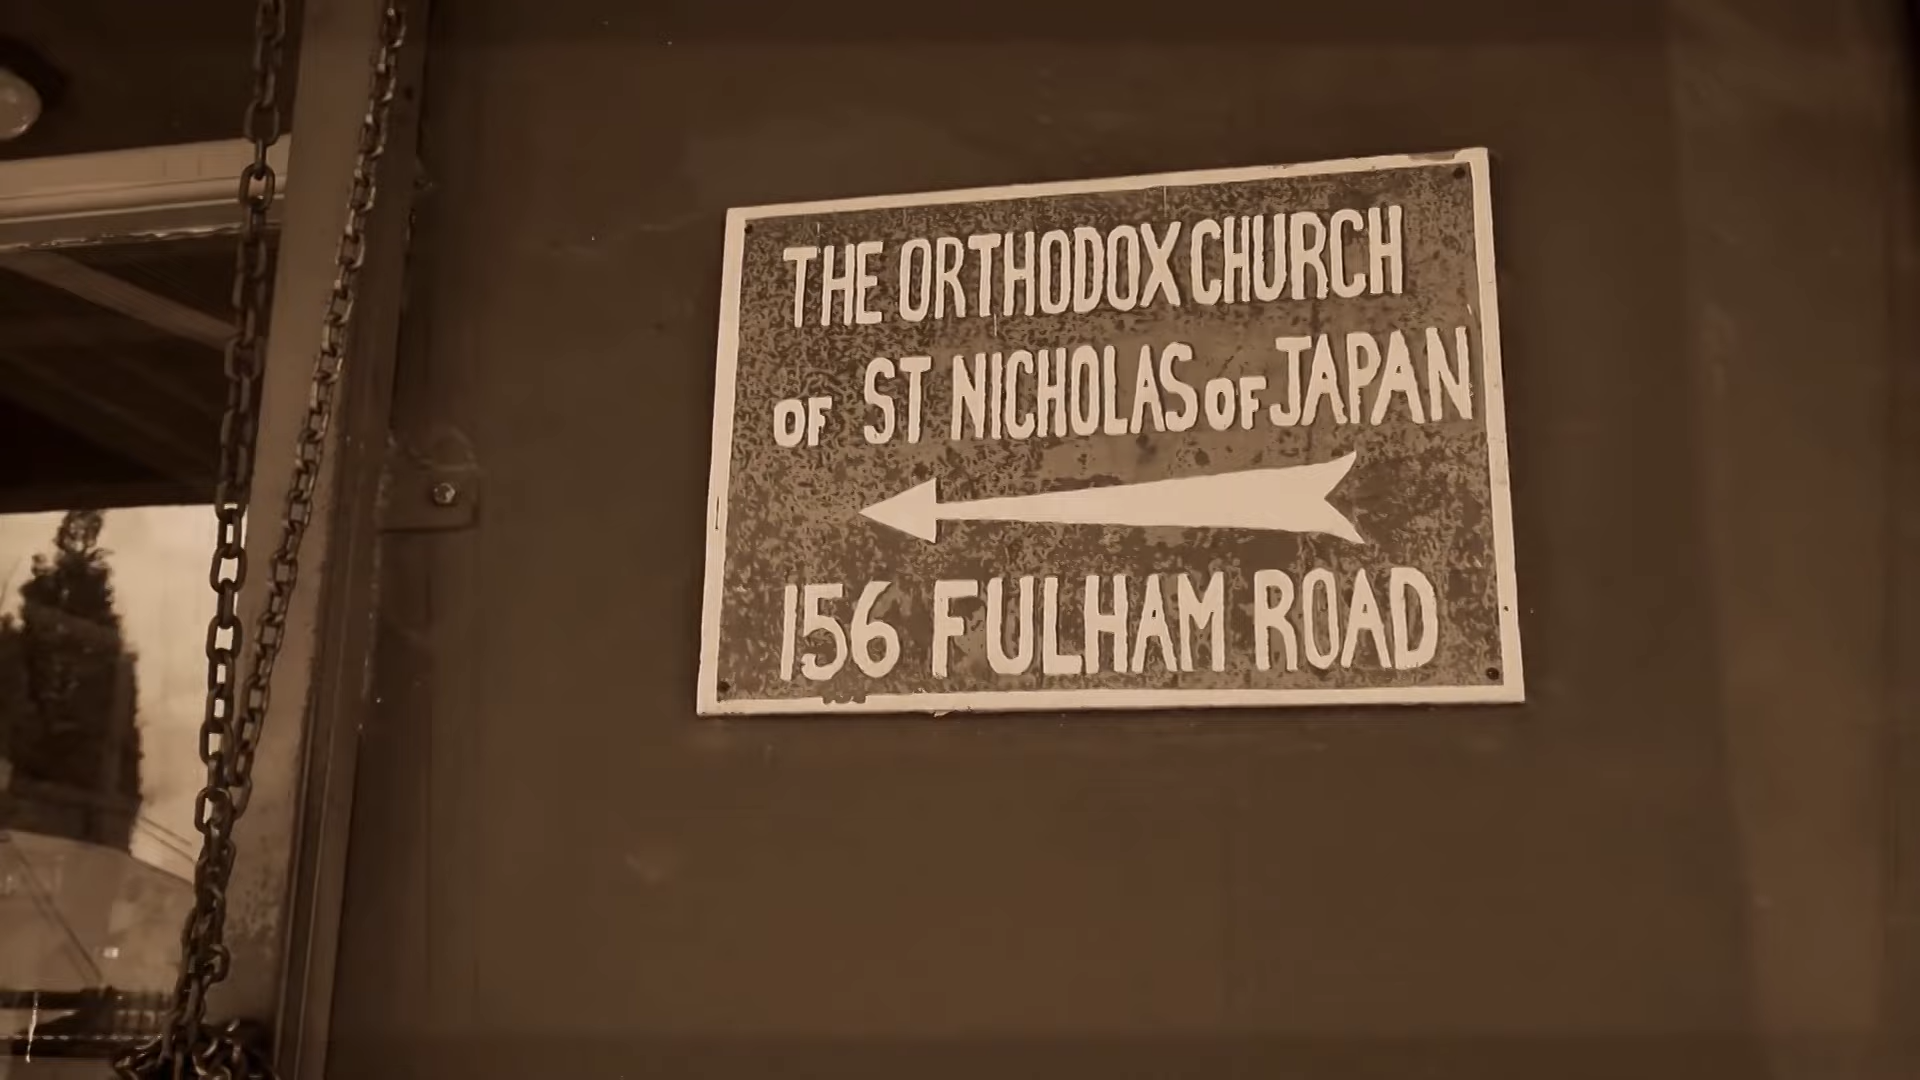 THE ORTHODOX CHURCH
OF ST NICHOLAS OF JAPAN
156 FULHAM ROAD